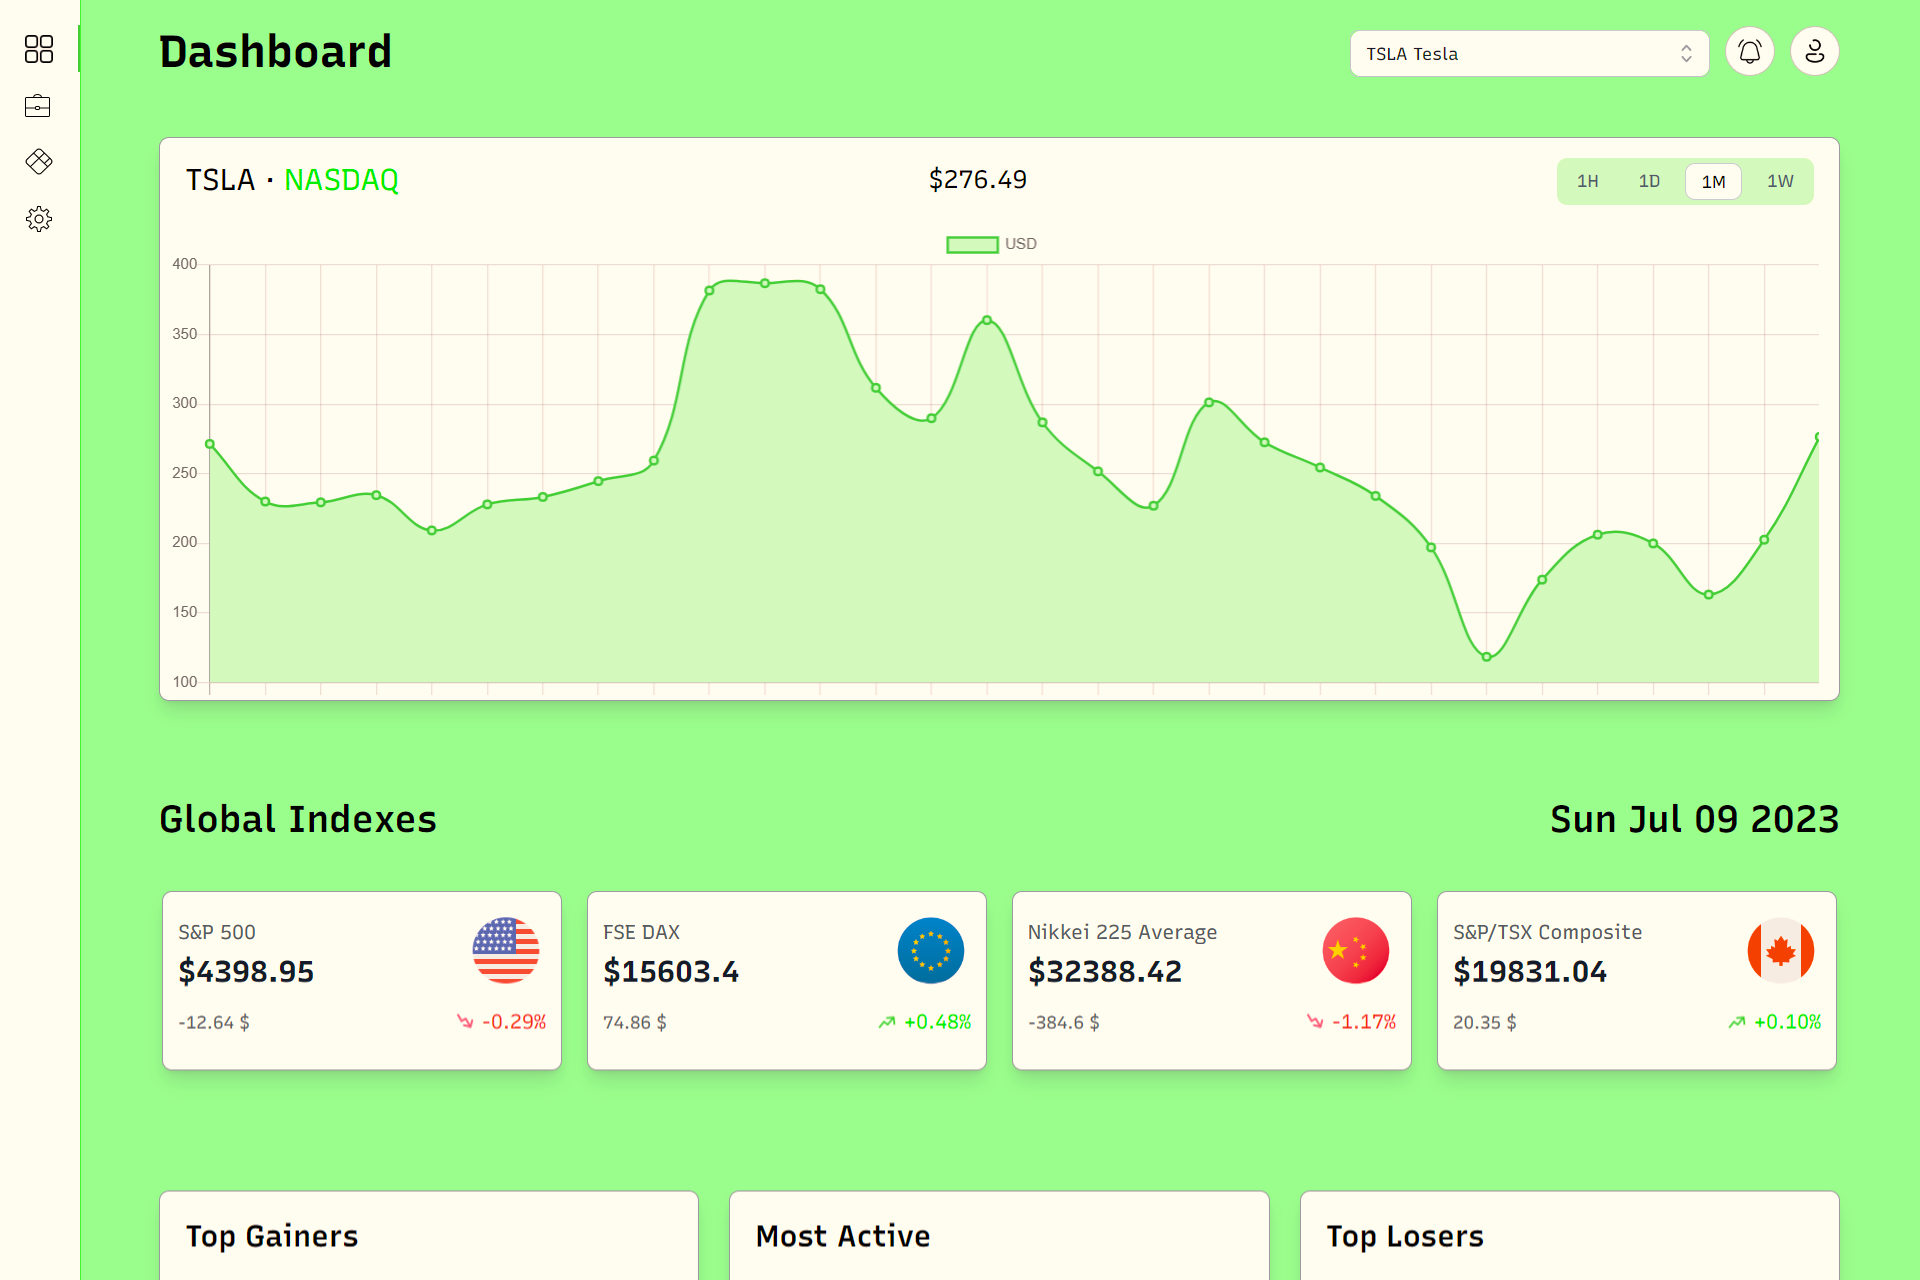 Dashboard
TSLA Tesla
TSLA · NASDAQ
$276.49
1H 1D 1M 1W
USD
400
350
300
250
200
150
100
Global Indexes
Sun Jul 09 2023
S&P 500
$4398.95
-12.64 $
-0.29%
FSE DAX
$15603.4
74.86 $
+0.48%
Nikkei 225 Average
$32388.42
-384.6 $
-1.17%
S&P/TSX Composite
$19831.04
20.35 $
+0.10%
Top Gainers
Most Active
Top Losers